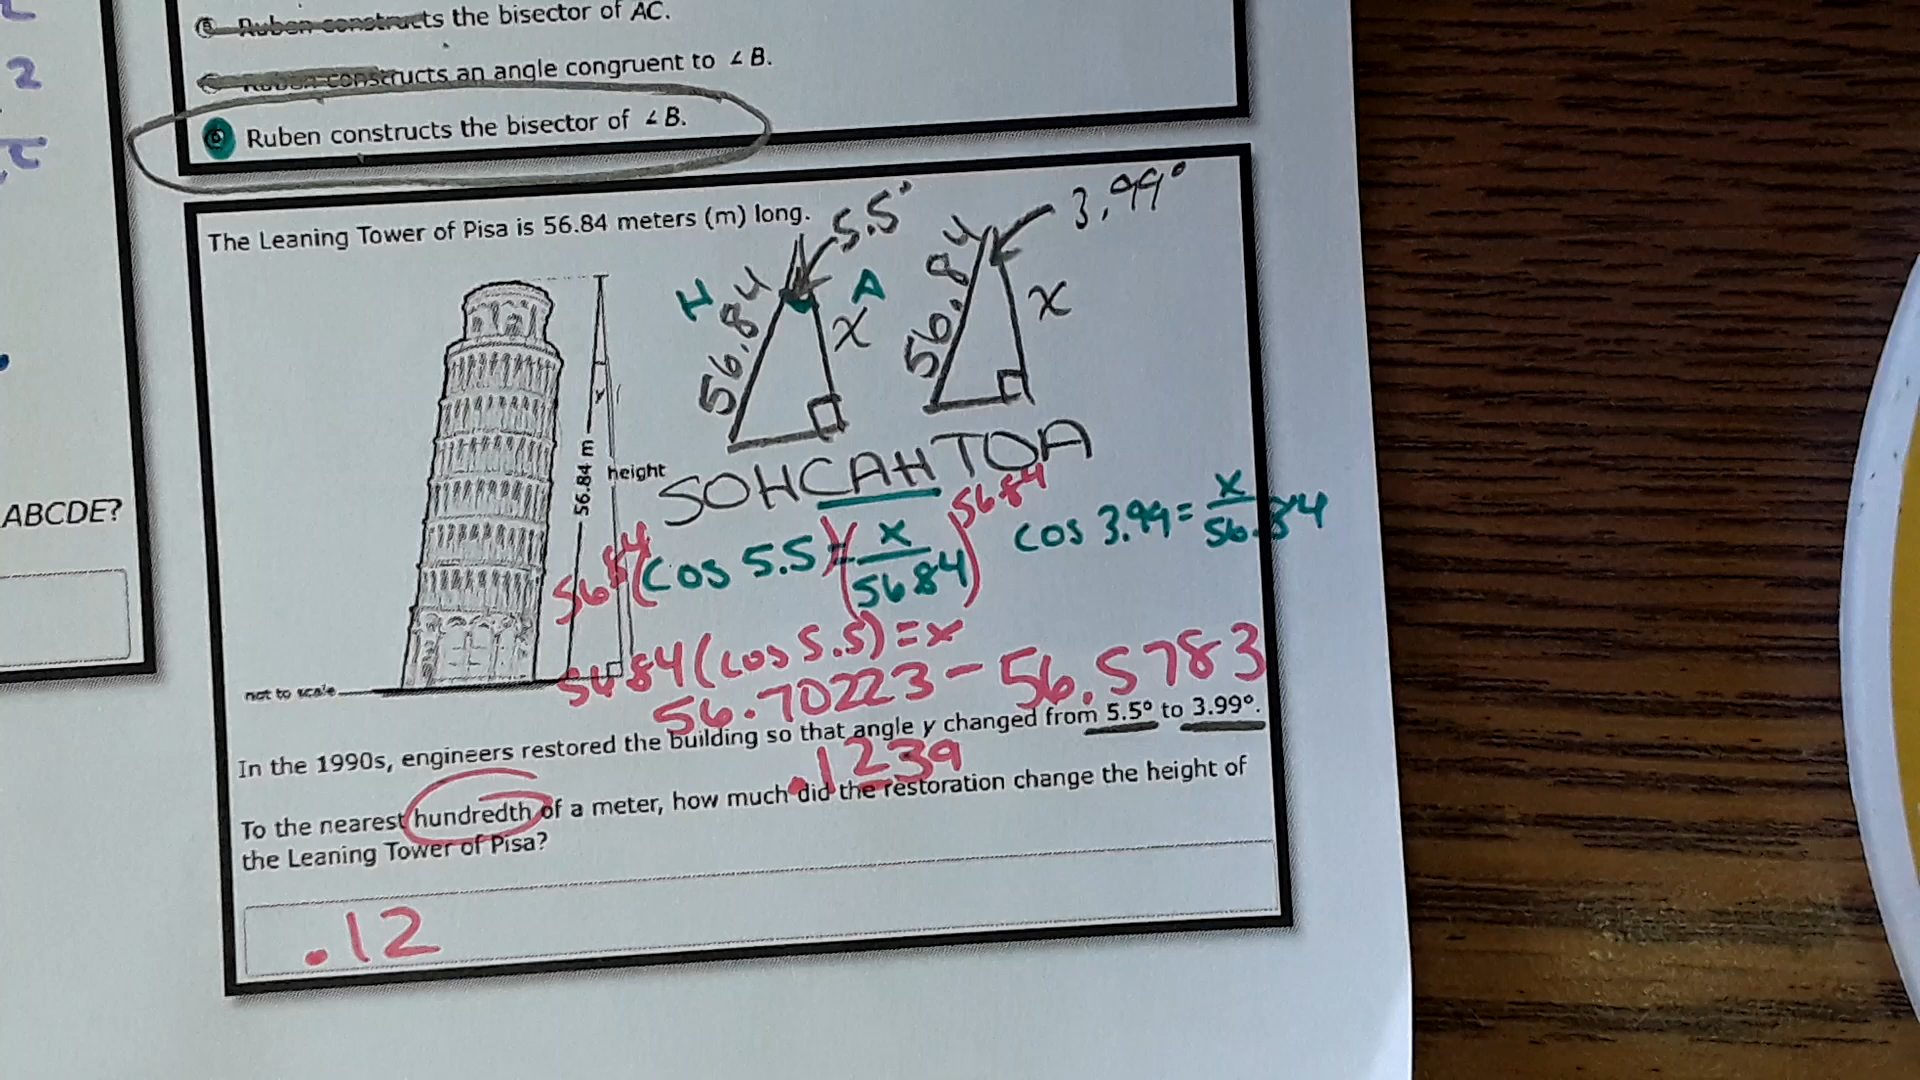 Ruben constructs the bisector of AC.
Ruben constructs an angle congruent to ∠B.
Ruben constructs the bisector of ∠B.
2
ABCDE?
The Leaning Tower of Pisa is 56.84 meters (m) long.
5.5°
3.99°
H
56.84
A
x
56.84
x
y
56.84 m
height
SOHCAHTOA
56.84(cos 5.5)=(x/56.84)56.84
cos 3.99=x/56.84
56.84(cos 5.5)=x
not to scale
56.70223-56.5783
In the 1990s, engineers restored the building so that angle y changed from 5.5° to 3.99°.
.1239
To the nearest hundredth of a meter, how much did the restoration change the height of
the Leaning Tower of Pisa?
.12